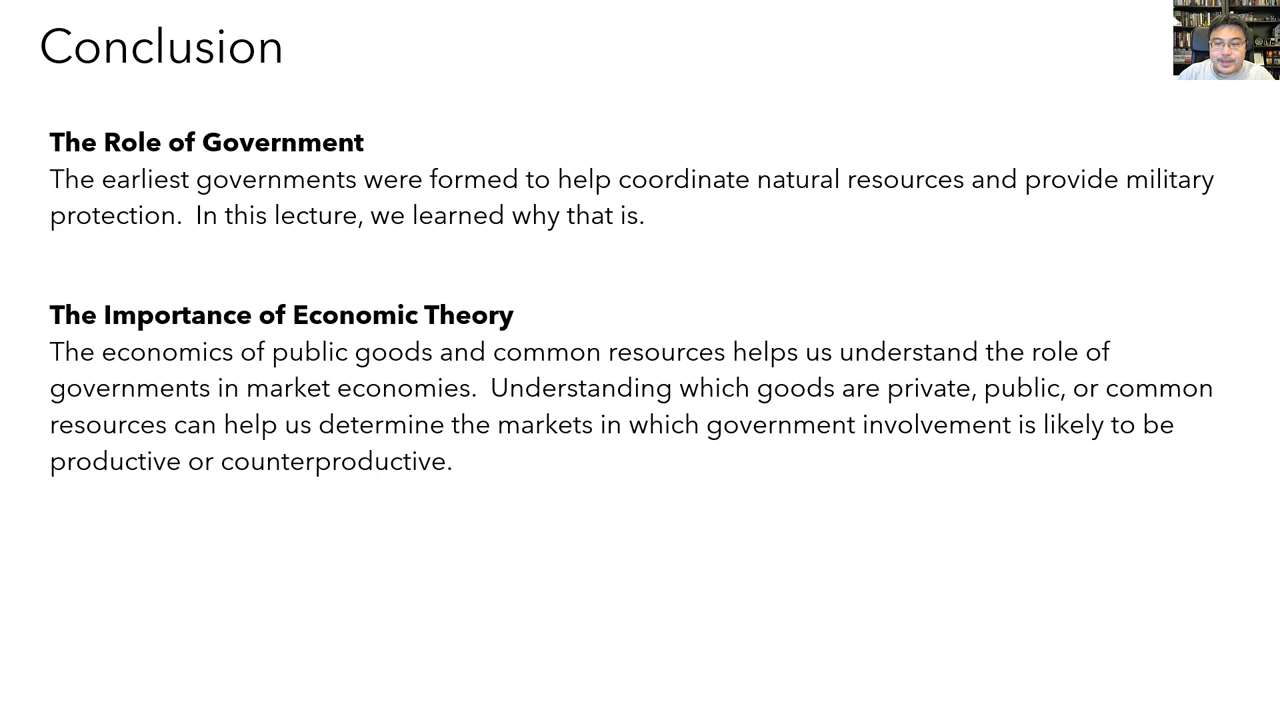 Conclusion
The Role of Government
The earliest governments were formed to help coordinate natural resources and provide military
protection.  In this lecture, we learned why that is.
The Importance of Economic Theory
The economics of public goods and common resources helps us understand the role of
governments in market economies.  Understanding which goods are private, public, or common
resources can help us determine the markets in which government involvement is likely to be
productive or counterproductive.